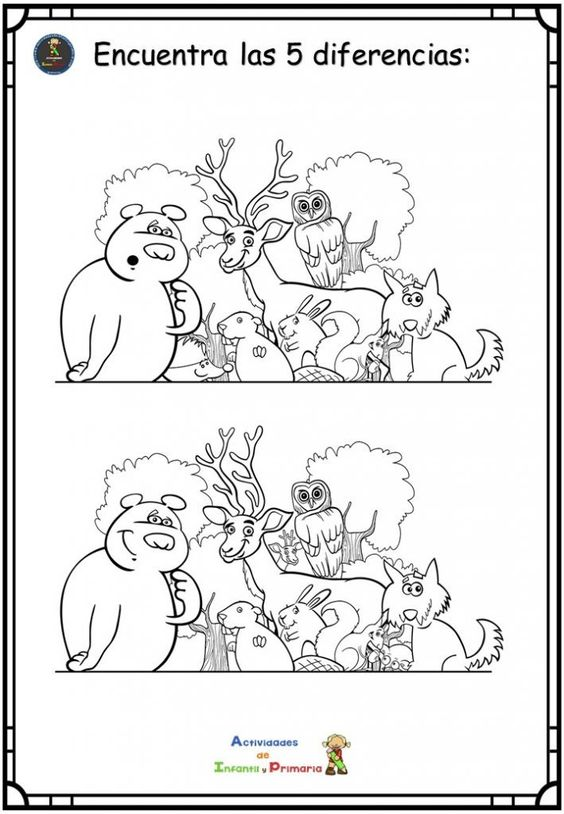 Encuentra las 5 diferencias:
Actividades
de
Infantil y Primaria